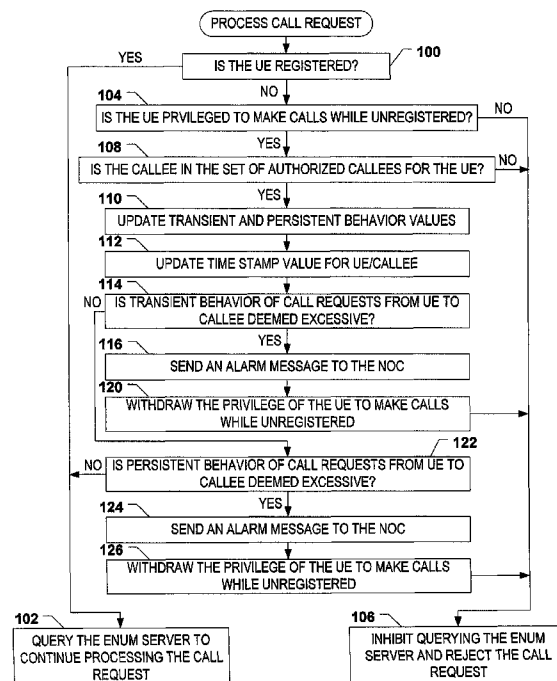 PROCESS CALL REQUEST
YES
100
IS THE UE REGISTERED?
NO
104
NO
IS THE UE PRVILEGED TO MAKE CALLS WHILE UNREGISTERED?
YES
108
IS THE CALLEE IN THE SET OF AUTHORIZED CALLEES FOR THE UE?
NO
YES
110
UPDATE TRANSIENT AND PERSISTENT BEHAVIOR VALUES
112
UPDATE TIME STAMP VALUE FOR UE/CALLEE
114
NO
IS TRANSIENT BEHAVIOR OF CALL REQUESTS FROM UE TO
CALLEE DEEMED EXCESSIVE?
YES
116
SEND AN ALARM MESSAGE TO THE NOC
120
WITHDRAW THE PRIVILEGE OF THE UE TO MAKE CALLS
WHILE UNREGISTERED
122
NO
IS PERSISTENT BEHAVIOR OF CALL REQUESTS FROM UE TO
CALLEE DEEMED EXCESSIVE?
YES
124
SEND AN ALARM MESSAGE TO THE NOC
126
WITHDRAW THE PRIVILEGE OF THE UE TO MAKE CALLS
WHILE UNREGISTERED
102
QUERY THE ENUM SERVER TO
CONTINUE PROCESSING THE CALL
REQUEST
106
INHIBIT QUERYING THE ENUM
SERVER AND REJECT THE CALL
REQUEST